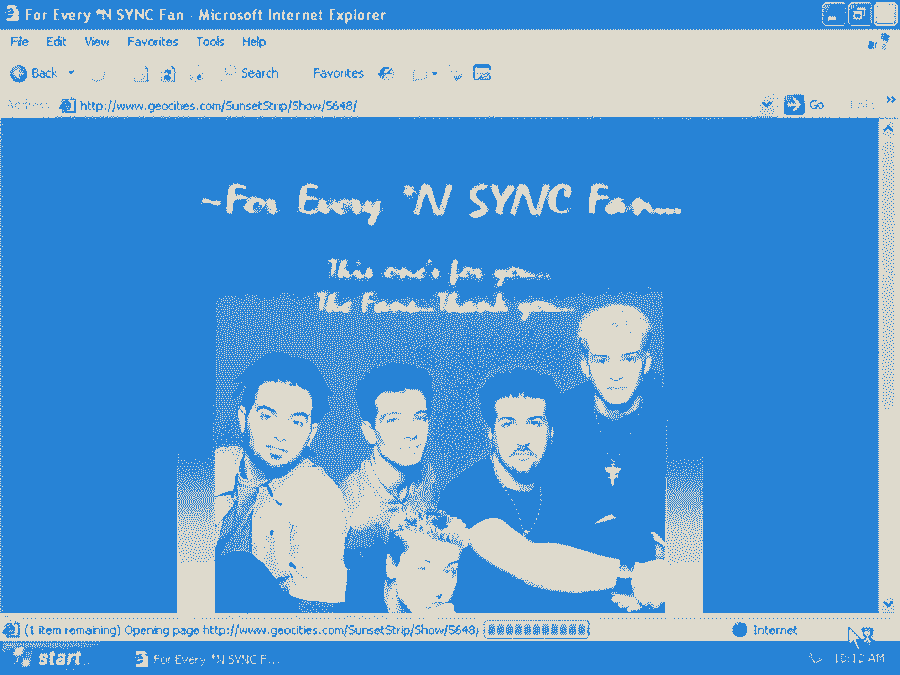 For Every *N SYNC Fan - Microsoft Internet Explorer
File Edit View Favorites Tools Help
Back Search Favorites
Address http://www.geocities.com/SunsetStrip/Show/5648/ Go Links »
~For Every *N SYNC Fan...
This one's for you...
The Fans...Thank you...
(1 item remaining) Opening page http://www.geocities.com/SunsetStrip/Show/5648/ Internet
start For Every *N SYNC F... 10:12 AM